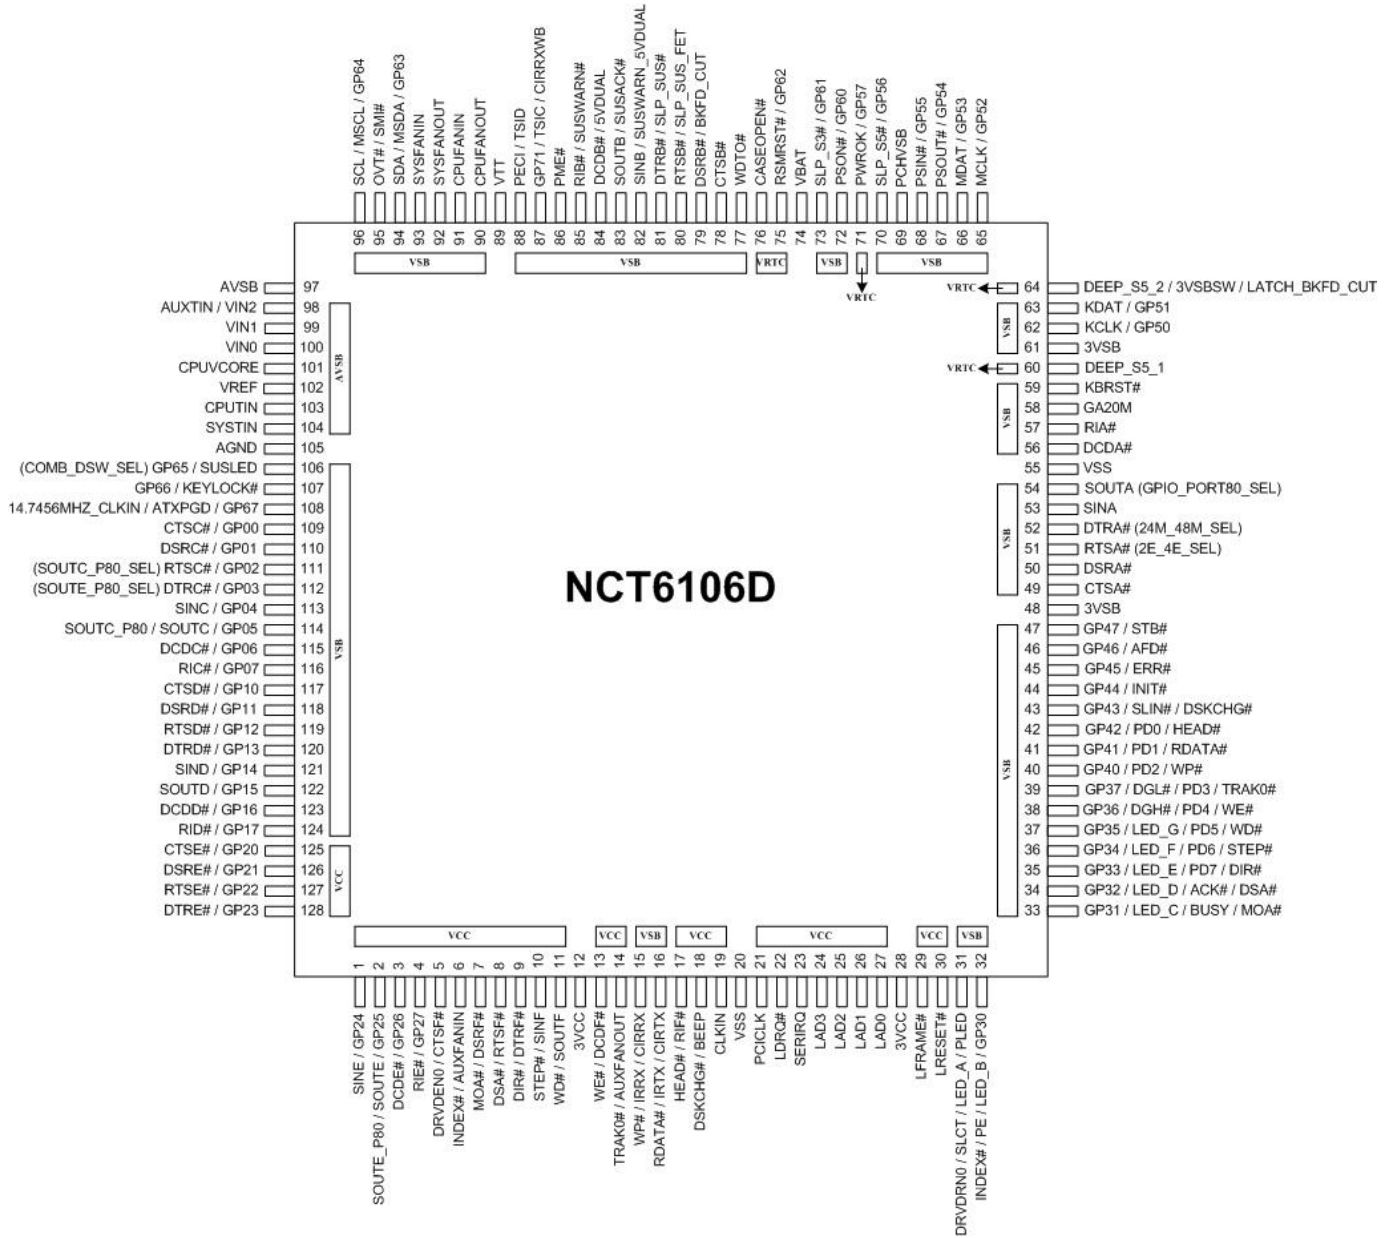 SCL / MSCL / GP64
OVT# / SMI#
SDA / MSDA / GP63
SYSFANIN
SYSFANOUT
CPUFANIN
CPUFANOUT
VTT
PECI / TSID
GP71 / TSIC / CIRRXWB
PME#
RIB# / SUSWARN#
DCDB# / 5VDUAL
SOUTB / SUSACK#
SINB / SUSWARN_5VDUAL
DTRB# / SLP_SUS#
RTSB# / SLP_SUS_FET
DSRB# / BKFD_CUT
CTSB#
WDTO#
CASEOPEN#
RSMRST# / GP62
VBAT
SLP_S3# / GP61
PSON# / GP60
PWROK / GP57
SLP_S5# / GP56
PCHVSB
PSIN# / GP55
PSOUT# / GP54
MDAT / GP53
MCLK / GP52
96 95 94 93 92 91 90 89 88 87 86 85 84 83 82 81 80 79 78 77 76 75 74 73 72 71 70 69 68 67 66 65
VSB VSB VRTC VSB VSB
VRTC
AVSB 97
AUXTIN / VIN2 98
VIN1 99
VIN0 100
CPUVCORE 101
VREF 102
CPUTIN 103
SYSTIN 104
AGND 105
(COMB_DSW_SEL) GP65 / SUSLED 106
GP66 / KEYLOCK# 107
14.7456MHZ_CLKIN / ATXPGD / GP67 108
CTSC# / GP00 109
DSRC# / GP01 110
(SOUTC_P80_SEL) RTSC# / GP02 111
(SOUTE_P80_SEL) DTRC# / GP03 112
SINC / GP04 113
SOUTC_P80 / SOUTC / GP05 114
DCDC# / GP06 115
RIC# / GP07 116
CTSD# / GP10 117
DSRD# / GP11 118
RTSD# / GP12 119
DTRD# / GP13 120
SIND / GP14 121
SOUTD / GP15 122
DCDD# / GP16 123
RID# / GP17 124
CTSE# / GP20 125
DSRE# / GP21 126
RTSE# / GP22 127
DTRE# / GP23 128
AVSB
VSB
VCC
NCT6106D
VRTC
VSB
VRTC
VSB
VSB
VSB
64 DEEP_S5_2 / 3VSBSW / LATCH_BKFD_CUT
63 KDAT / GP51
62 KCLK / GP50
61 3VSB
60 DEEP_S5_1
59 KBRST#
58 GA20M
57 RIA#
56 DCDA#
55 VSS
54 SOUTA (GPIO_PORT80_SEL)
53 SINA
52 DTRA# (24M_48M_SEL)
51 RTSA# (2E_4E_SEL)
50 DSRA#
49 CTSA#
48 3VSB
47 GP47 / STB#
46 GP46 / AFD#
45 GP45 / ERR#
44 GP44 / INIT#
43 GP43 / SLIN# / DSKCHG#
42 GP42 / PD0 / HEAD#
41 GP41 / PD1 / RDATA#
40 GP40 / PD2 / WP#
39 GP37 / DGL# / PD3 / TRAK0#
38 GP36 / DGH# / PD4 / WE#
37 GP35 / LED_G / PD5 / WD#
36 GP34 / LED_F / PD6 / STEP#
35 GP33 / LED_E / PD7 / DIR#
34 GP32 / LED_D / ACK# / DSA#
33 GP31 / LED_C / BUSY / MOA#
VCC VCC VSB VCC VCC VCC VSB
1 2 3 4 5 6 7 8 9 10 11 12 13 14 15 16 17 18 19 20 21 22 23 24 25 26 27 28 29 30 31 32
SINE / GP24
SOUTE_P80 / SOUTE / GP25
DCDE# / GP26
RIE# / GP27
DRVDEN0 / CTSF#
INDEX# / AUXFANIN
MOA# / DSRF#
DSA# / RTSF#
DIR# / DTRF#
STEP# / SINF
WD# / SOUTF
3VCC
WE# / DCDF#
TRAK0# / AUXFANOUT
WP# / IRRX / CIRRX
RDATA# / IRTX / CIRTX
HEAD# / RIF#
DSKCHG# / BEEP
CLKIN
VSS
PCICLK
LDRQ#
SERIRQ
LAD3
LAD2
LAD1
LAD0
3VCC
LFRAME#
LRESET#
DRVDRN0 / SLCT / LED_A / PLED
INDEX# / PE / LED_B / GP30